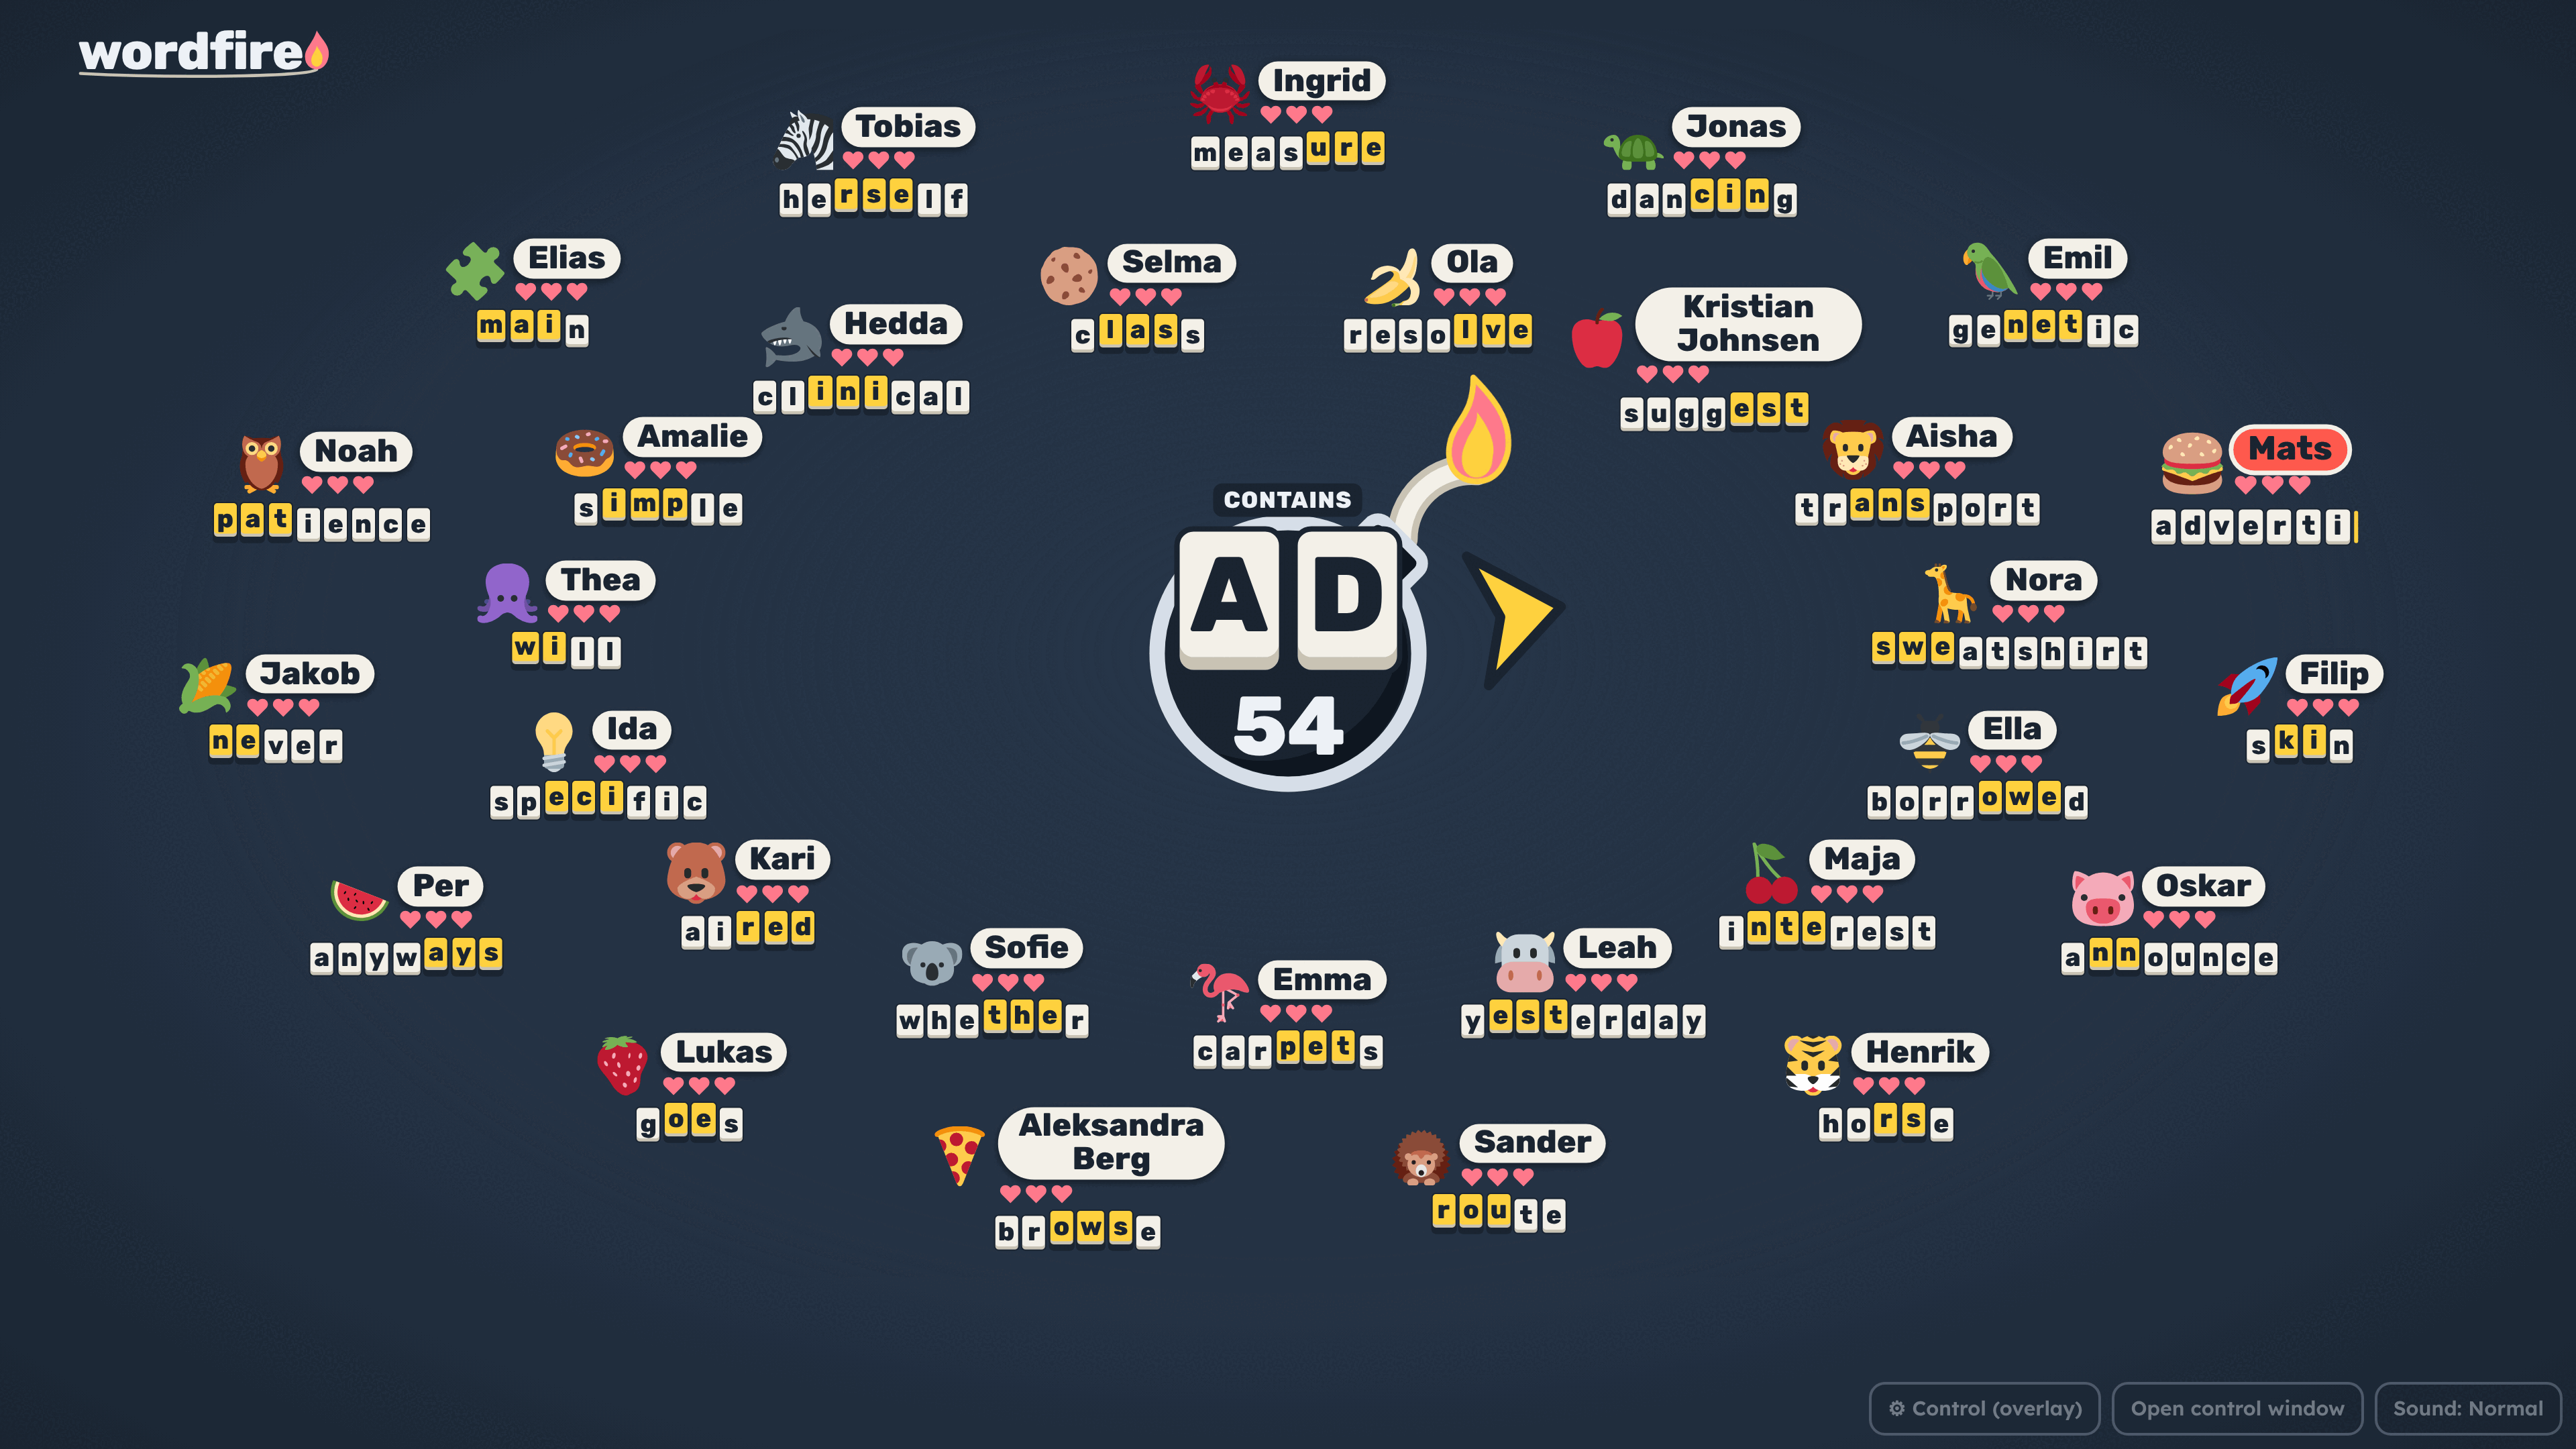 wordfire
Ingrid
measure
Tobias
herself
Jonas
dancing
Elias
main
Selma
class
Ola
resolve
Emil
genetic
Hedda
clinical
Kristian
Johnsen
suggest
Noah
patience
Amalie
simple
Aisha
transport
Mats
adverti
CONTAINS
AD
54
Thea
will
Nora
sweatshirt
Jakob
never
Filip
skin
Ida
specific
Ella
borrowed
Per
anyways
Kari
aired
Maja
interest
Oskar
announce
Sofie
whether
Emma
carpets
Leah
yesterday
Lukas
goes
Henrik
horse
Aleksandra
Berg
browse
Sander
route
⚙ Control (overlay)
Open control window
Sound: Normal